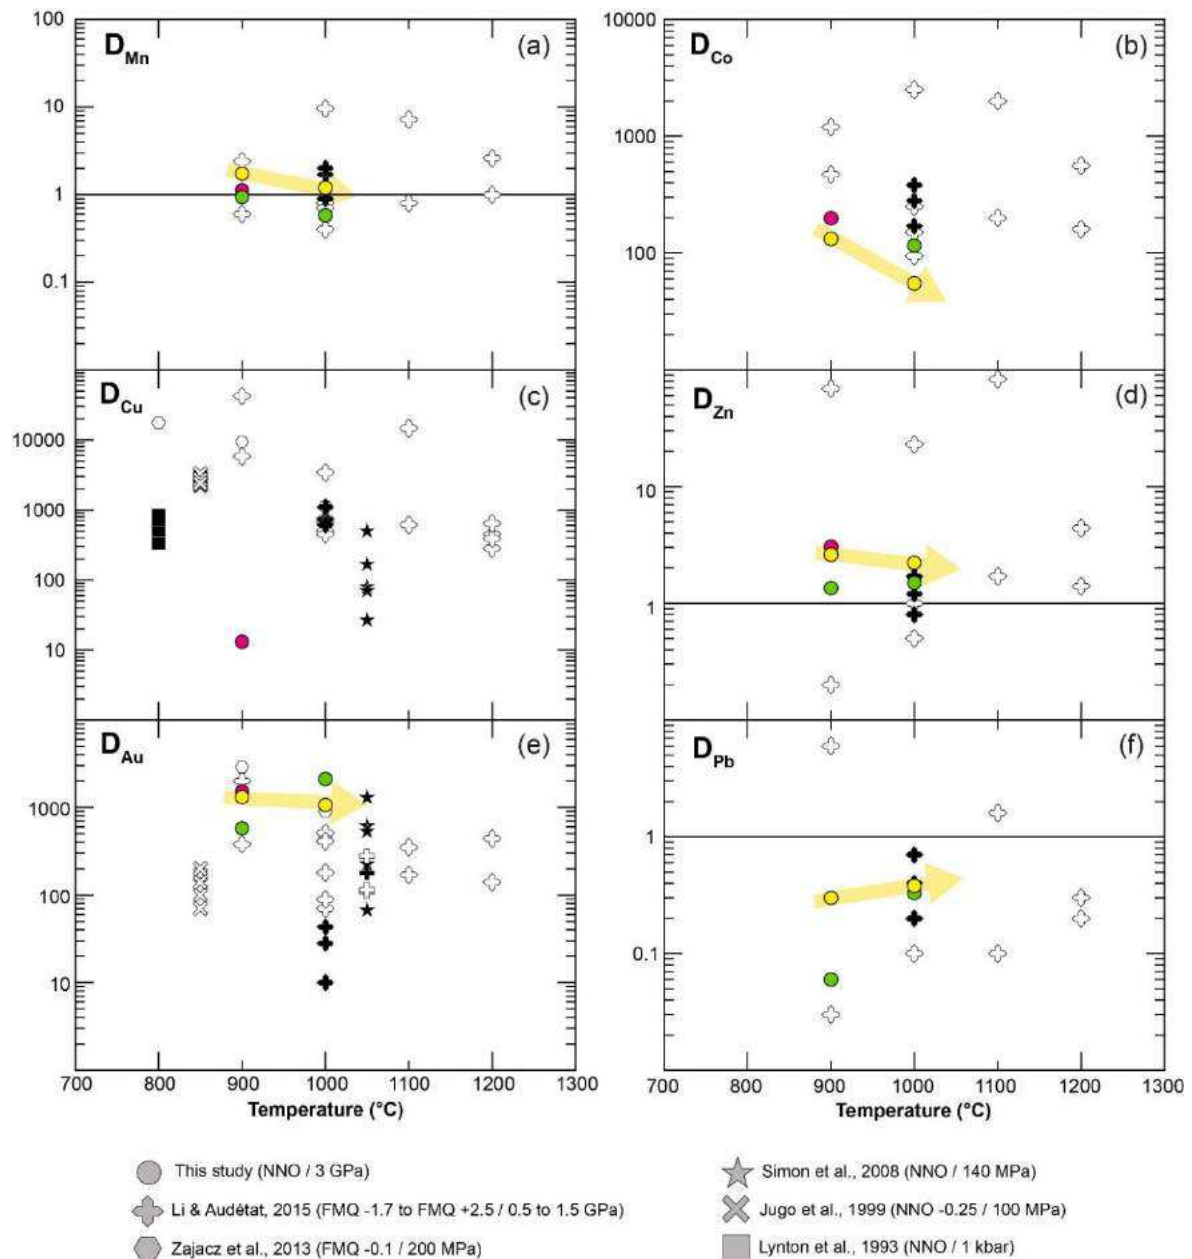 100
10
1
0.1
D_Mn
(a)
10000
1000
100
D_Co
(b)
10000
1000
100
10
D_Cu
(c)
10
1
D_Zn
(d)
1000
100
10
D_Au
(e)
1
0.1
D_Pb
(f)
700 800 900 1000 1100 1200 1300
Temperature (°C)
700 800 900 1000 1100 1200 1300
Temperature (°C)
This study (NNO / 3 GPa)
Li & Audétat, 2015 (FMQ -1.7 to FMQ +2.5 / 0.5 to 1.5 GPa)
Zajacz et al., 2013 (FMQ -0.1 / 200 MPa)
Simon et al., 2008 (NNO / 140 MPa)
Jugo et al., 1999 (NNO -0.25 / 100 MPa)
Lynton et al., 1993 (NNO / 1 kbar)